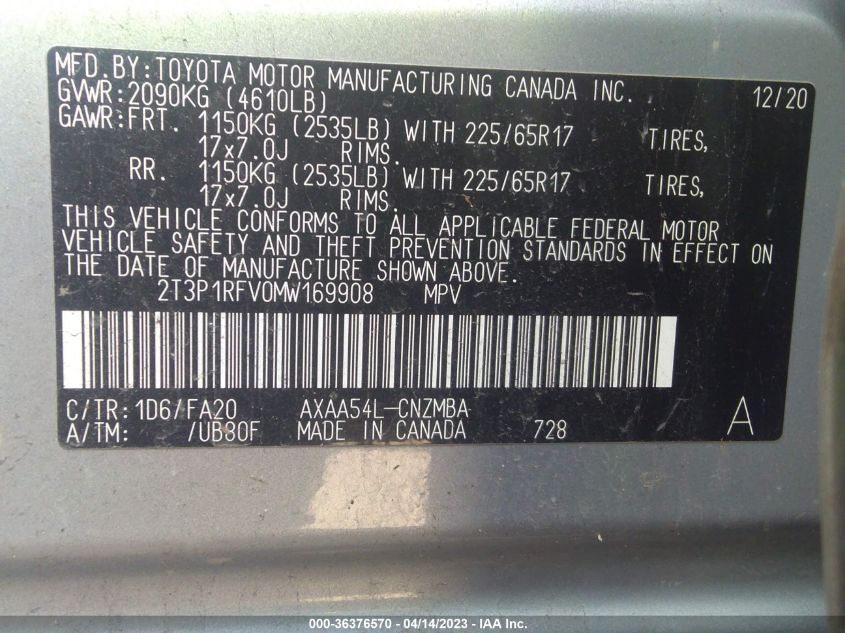 MFD.BY:TOYOTA MOTOR MANUFACTURING CANADA INC. 12/20
GVWR:2090KG (4610LB)
GAWR:FRT. 1150KG (2535LB) WITH 225/65R17 TIRES,
17x7.0J RIMS.
RR. 1150KG (2535LB) WITH 225/65R17 TIRES,
17x7.0J RIMS.
THIS VEHICLE CONFORMS TO ALL APPLICABLE FEDERAL MOTOR
VEHICLE SAFETY AND THEFT PREVENTION STANDARDS IN EFFECT ON
THE DATE OF MANUFACTURE SHOWN ABOVE.
2T3P1RFV0MW169908 MPV
C/TR:1D6/FA20 AXAA54L-CNZMBA A
A/TM: /UB80F MADE IN CANADA 728
000-36376570 - 04/14/2023 - IAA Inc.